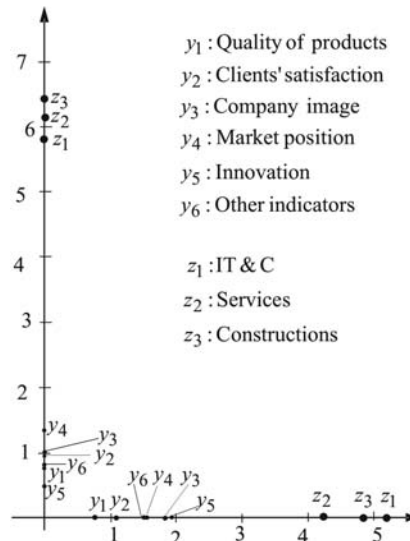 7
z3
6 z2
z1
5
4
3
2
y4
y3
1
y2
y6
y1
y5
y1 : Quality of products
y2 : Clients' satisfaction
y3 : Company image
y4 : Market position
y5 : Innovation
y6 : Other indicators
z1 : IT & C
z2 : Services
z3 : Constructions
y1 y2 y6 y4 y3 y5 z2 z3 z1
0 1 2 3 4 5